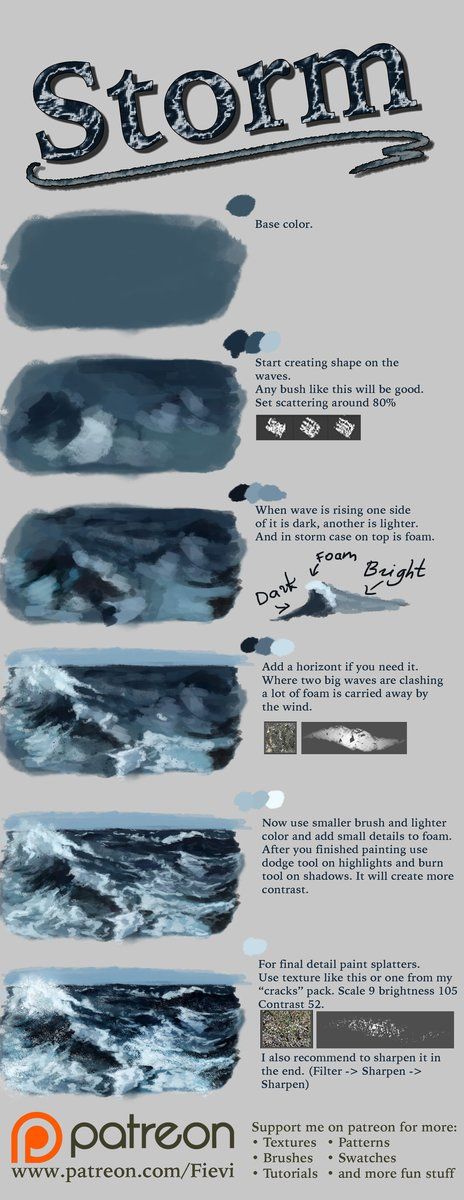 Storm
Base color.
Start creating shape on the
waves.
Any bush like this will be good.
Set scattering around 80%
When wave is rising one side
of it is dark, another is lighter.
And in storm case on top is foam.
Foam
Dark
Bright
Add a horizont if you need it.
Where two big waves are clashing
a lot of foam is carried away by
the wind.
Now use smaller brush and lighter
color and add small details to foam.
After you finished painting use
dodge tool on highlights and burn
tool on shadows. It will create more
contrast.
For final detail paint splatters.
Use texture like this or one from my
“cracks” pack. Scale 9 brightness 105
Contrast 52.
I also recommend to sharpen it in
the end. (Filter -> Sharpen ->
Sharpen)
patreon
www.patreon.com/Fievi
Support me on patreon for more:
• Textures • Patterns
• Brushes • Swatches
• Tutorials • and more fun stuff